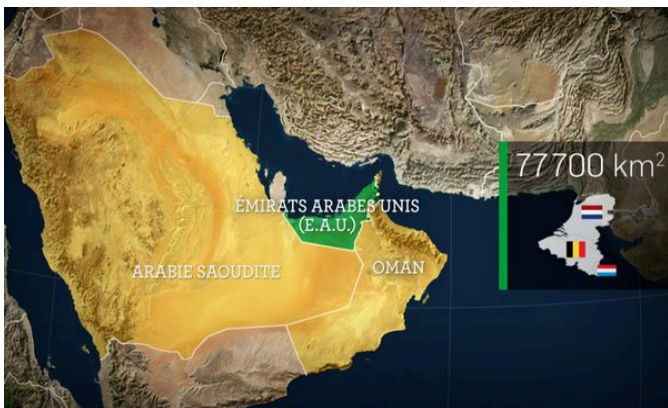 77700 km²
ÉMIRATS ARABES UNIS
(E.A.U.)
ARABIE SAOUDITE
OMAN